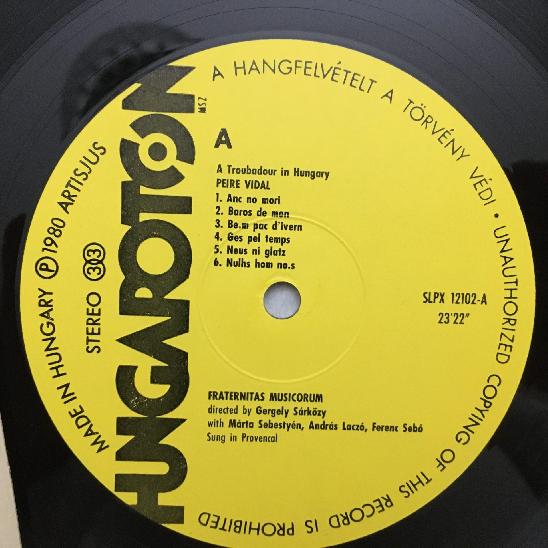 A HANGFELVÉTELT A TÖRVÉNY VÉDI • UNAUTHORIZED COPYING OF THIS RECORD IS PROHIBITED
MADE IN HUNGARY Ⓟ 1980 ARTISJUS
STEREO 33
HUNGAROTON
MSZ
A
A Troubadour in Hungary
PEIRE VIDAL
1. Anc no mori
2. Baros de mon
3. Be.m pac d'ivern
4. Ges pel temps
5. Neus ni glatz
6. Nulhs hom no.s
SLPX 12102-A
23'22"
FRATERNITAS MUSICORUM
directed by Gergely Sárközy
with Márta Sebestyén, András Laczó, Ferenc Sebő
Sung in Provencal